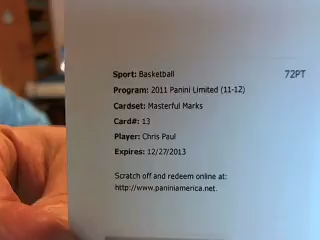 Sport: Basketball
72PT
Program: 2011 Panini Limited (11-12)
Cardset: Masterful Marks
Card#: 13
Player: Chris Paul
Expires: 12/27/2013
Scratch off and redeem online at:
http://www.paniniamerica.net.